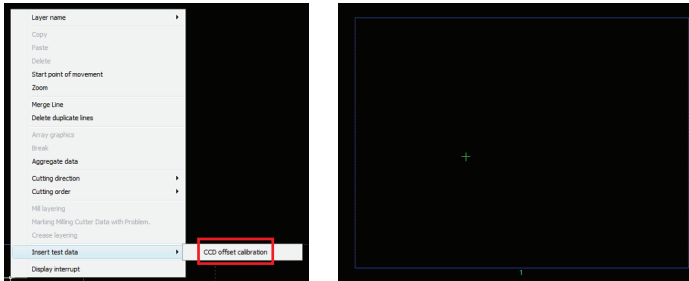 Layer name
Copy
Paste
Delete
Start point of movement
Zoom
Merge Line
Delete duplicate lines
Array graphics
Break
Aggregate data
Cutting direction
Cutting order
Mill layering
Marking Milling Cutter Data with Problem.
Crease layering
Insert test data
CCD offset calibration
Display interrupt
1